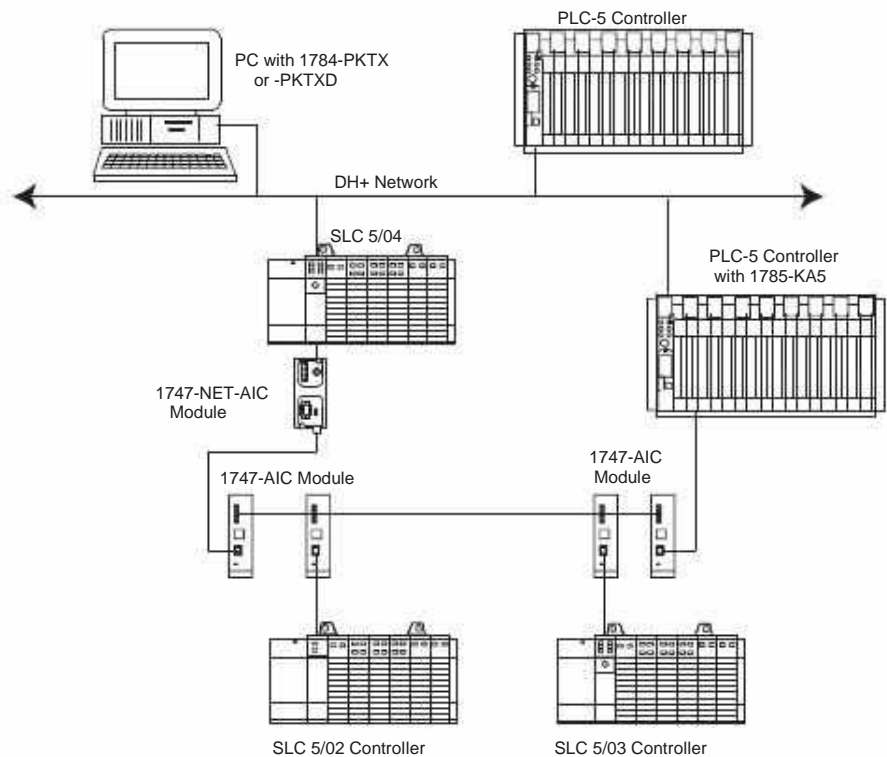 PLC-5 Controller
PC with 1784-PKTX
or -PKTXD
DH+ Network
SLC 5/04
PLC-5 Controller
with 1785-KA5
1747-NET-AIC
Module
1747-AIC Module
1747-AIC
Module
SLC 5/02 Controller
SLC 5/03 Controller